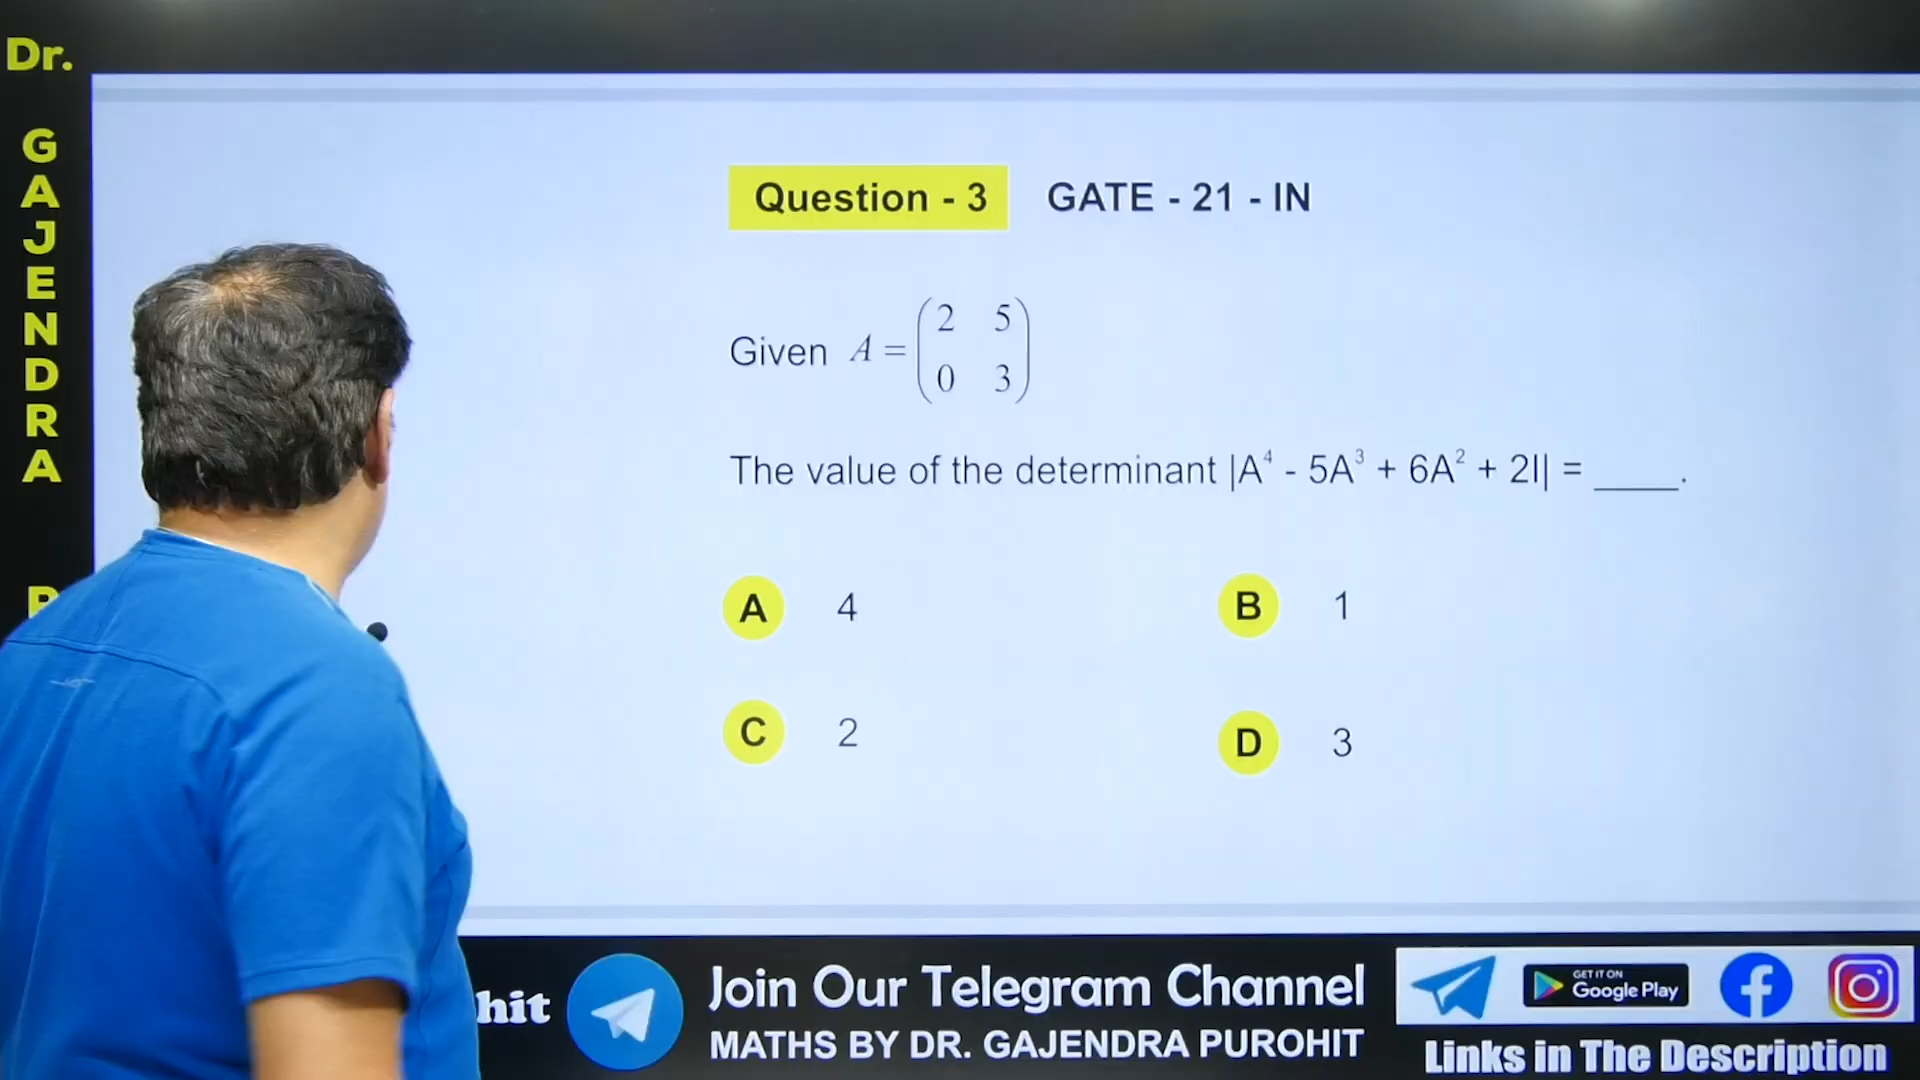 Dr.
GAJENDRA
Question - 3 GATE - 21 - IN
Given A = (2 5
0 3)
The value of the determinant |A⁴ - 5A³ + 6A² + 2I| = _____.
A 4
B 1
C 2
D 3
hit
Join Our Telegram Channel
MATHS BY DR. GAJENDRA PUROHIT
GET IT ON
Google Play
Links in The Description